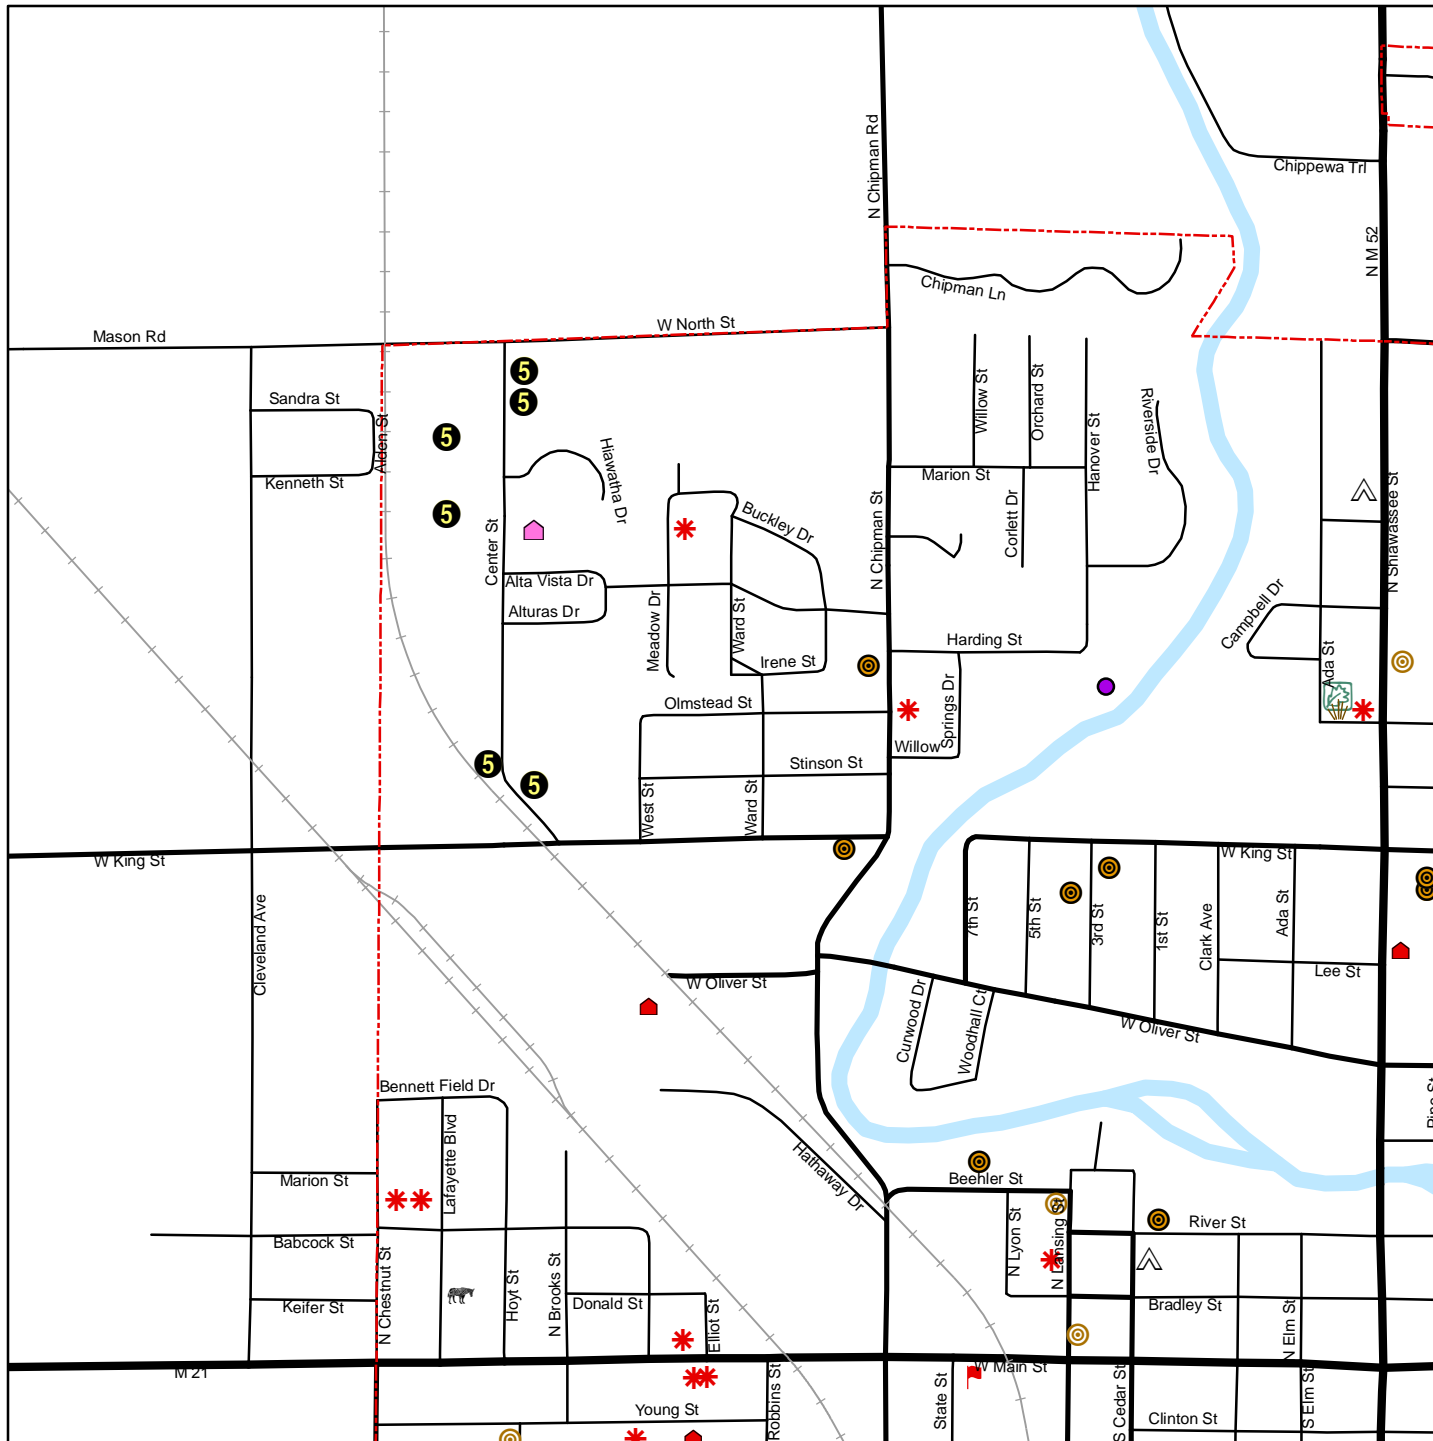 N Chipman Rd
Chippewa Trl
N M 52
Chipman Ln
W North St
Mason Rd
Sandra St
Alden St
Kenneth St
5
5
5
5
Hiawatha Dr
Willow St
Orchard St
Hanover St
Riverside Dr
Marion St
Buckley Dr
Center St
N Chipman St
Corlett Dr
N Shiawassee St
Alta Vista Dr
Alturas Dr
Meadow Dr
Ward St
Irene St
Harding St
Campbell Dr
Ada St
Olmstead St
Springs Dr
Willow
Stinson St
5
5
West St
Ward St
W King St
W King St
Cleveland Ave
7th St
5th St
3rd St
1st St
Clark Ave
Ada St
Lee St
W Oliver St
Curwood Dr
Woodhall Ct
W Oliver St
Bennett Field Dr
Lafayette Blvd
Hathaway Dr
Beehler St
Marion St
Babcock St
Keifer St
N Chestnut St
Hoyt St
N Brooks St
Donald St
Elliot St
N Lyon St
N Lansing St
River St
Bradley St
N Elm St
M 21
W Main St
Young St
Robbins St
State St
S Cedar St
Clinton St
S Elm St